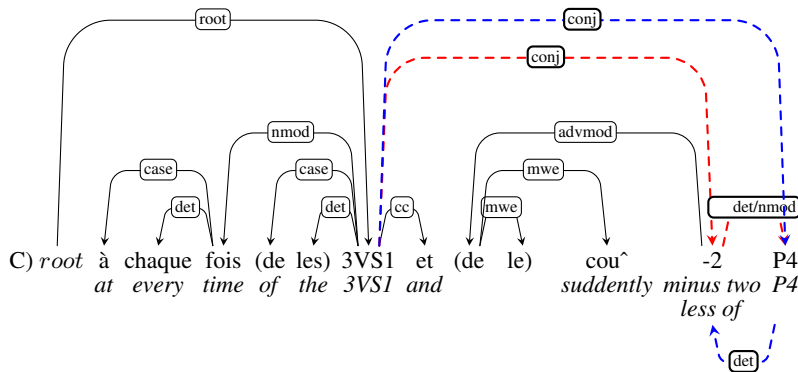 conj
root
conj
nmod
advmod
case
case
mwe
det
det
cc
mwe
det/nmod
C) root à chaque fois (de les) 3VS1 et (de le) couˆ -2 P4
at every time of the 3VS1 and suddently minus two P4
less of
det